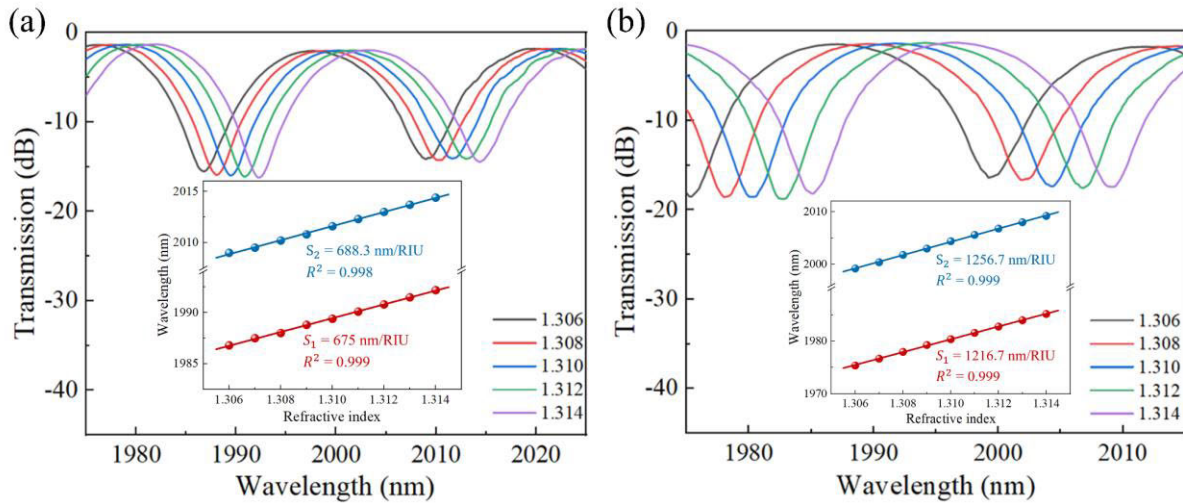 (a)
0
-10
-20
-30
-40
Transmission (dB)
1980
1990
2000
2010
2020
Wavelength (nm)
2015
2010
1990
1985
Wavelength (nm)
S₂ = 688.3 nm/RIU
R² = 0.998
S₁ = 675 nm/RIU
R² = 0.999
1.306
1.308
1.310
1.312
1.314
Refractive index
1.306
1.308
1.310
1.312
1.314
(b)
0
-10
-20
-30
-40
Transmission (dB)
1980
1990
2000
2010
Wavelength (nm)
2010
2000
1980
1970
Wavelength (nm)
S₂ = 1256.7 nm/RIU
R² = 0.999
S₁ = 1216.7 nm/RIU
R² = 0.999
1.306
1.308
1.310
1.312
1.314
Refractive index
1.306
1.308
1.310
1.312
1.314